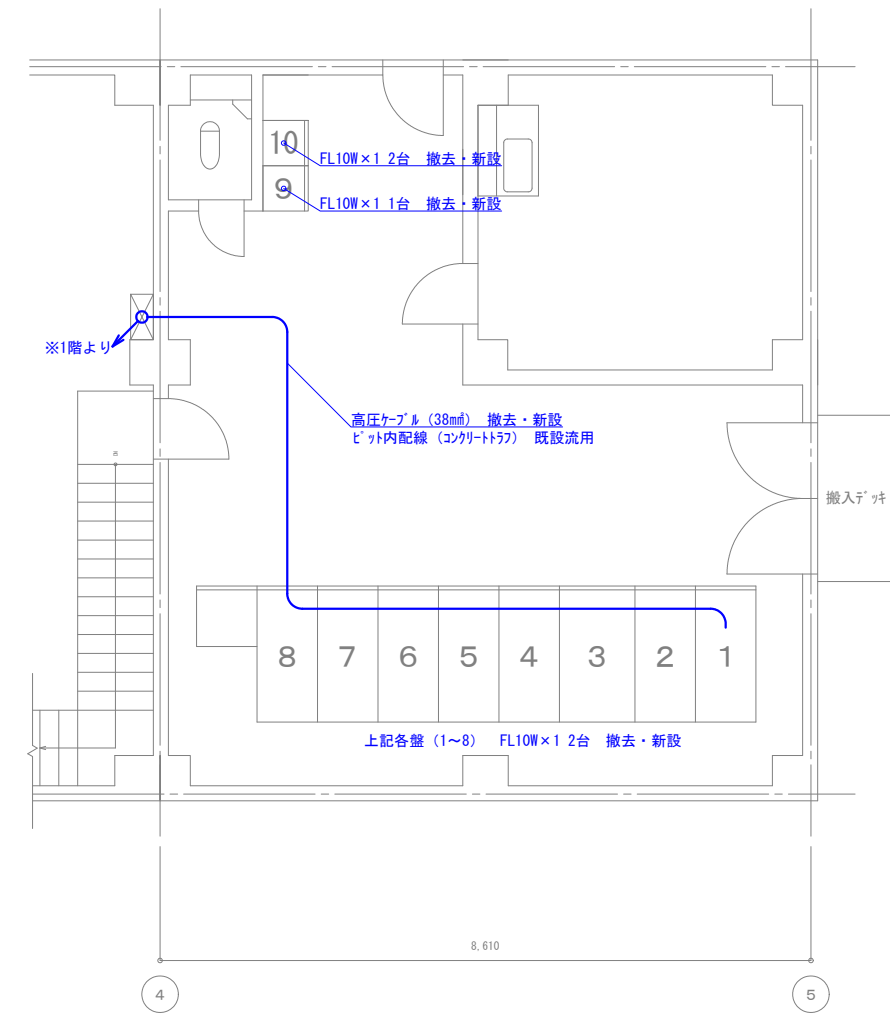 10
FL10W×1 2台 撤去・新設
9
FL10W×1 1台 撤去・新設
※1階より
高圧ｹｰﾌﾞﾙ（38m㎡） 撤去・新設
ﾋﾟｯﾄ内配線（ｺﾝｸﾘｰﾄﾄﾗﾌ） 既設流用
搬入ﾃﾞｯｷ
8 7 6 5 4 3 2 1
上記各盤（1～8） FL10W×1 2台 撤去・新設
8,610
4 5